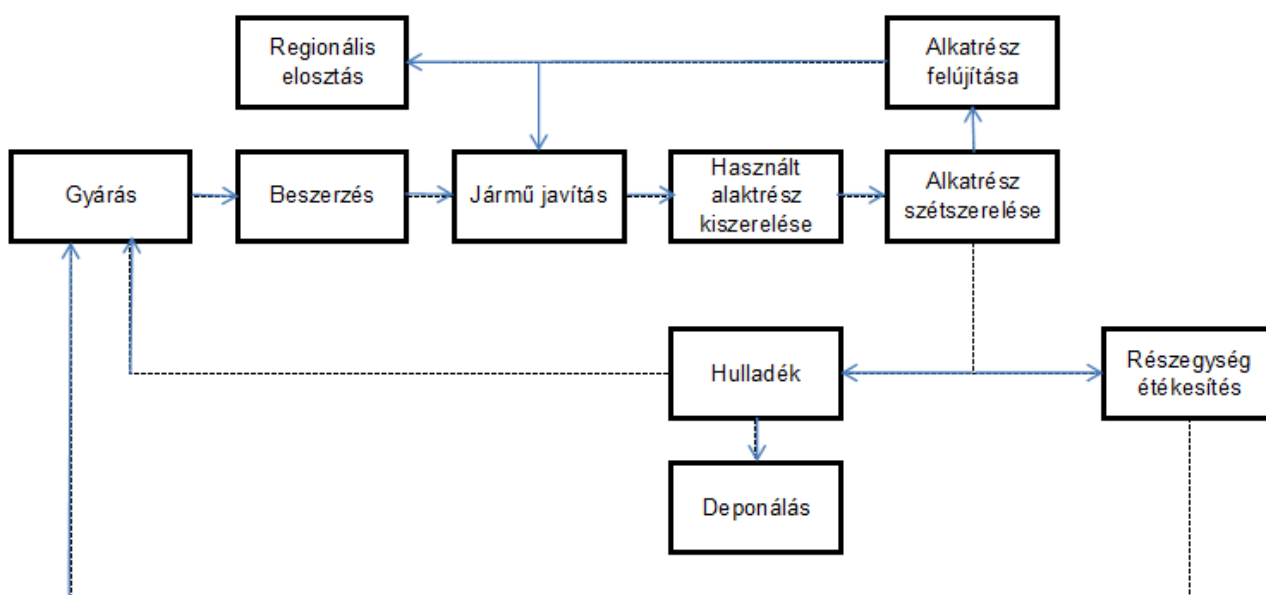 Regionális
elosztás
Alkatrész
felújítása
Gyárás
Beszerzés
Jármű javítás
Használt
alaktrész
kiszerelése
Alkatrész
szétszerelése
Hulladék
Részegység
étékesítés
Deponálás